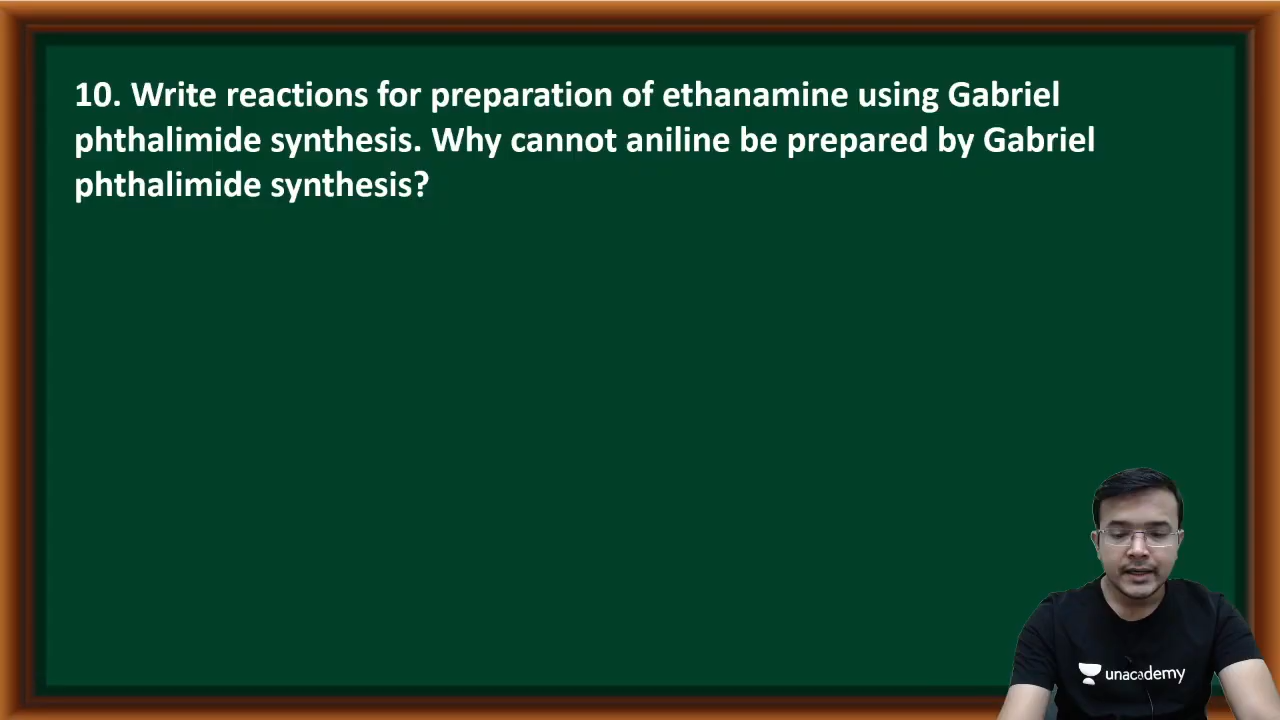 10. Write reactions for preparation of ethanamine using Gabriel
phthalimide synthesis. Why cannot aniline be prepared by Gabriel
phthalimide synthesis?
unacademy